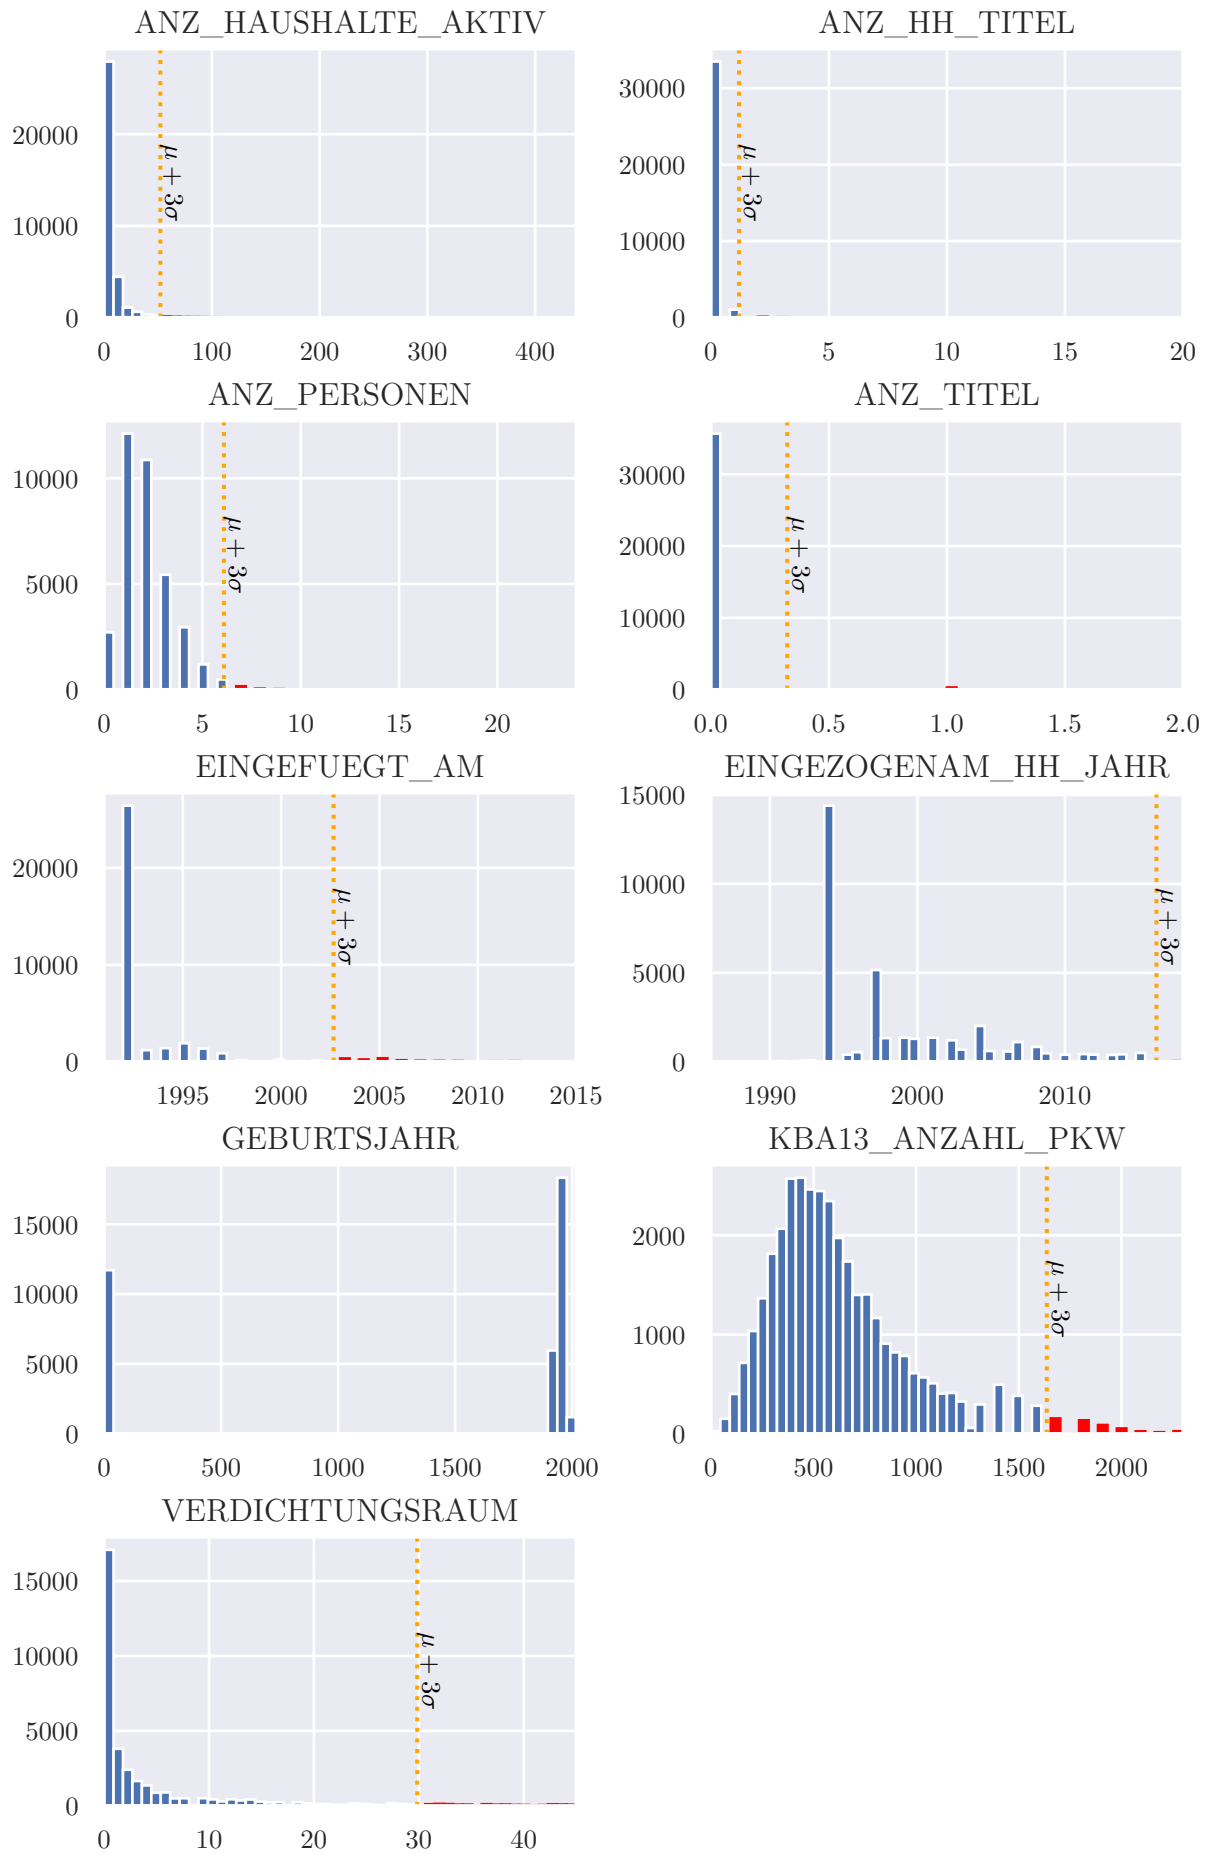 ANZ_HAUSHALTE_AKTIV
20000
10000
0
μ + 3σ
0 100 200 300 400
ANZ_HH_TITEL
30000
20000
10000
0
μ + 3σ
0 5 10 15 20
ANZ_PERSONEN
10000
5000
0
μ + 3σ
0 5 10 15 20
ANZ_TITEL
30000
20000
10000
0
μ + 3σ
0.0 0.5 1.0 1.5 2.0
EINGEFUEGT_AM
20000
10000
0
μ + 3σ
1995 2000 2005 2010 2015
EINGEZOGENAM_HH_JAHR
15000
10000
5000
0
μ + 3σ
1990 2000 2010
GEBURTSJAHR
15000
10000
5000
0
0 500 1000 1500 2000
KBA13_ANZAHL_PKW
2000
1000
0
μ + 3σ
0 500 1000 1500 2000
VERDICHTUNGSRAUM
15000
10000
5000
0
μ + 3σ
0 10 20 30 40